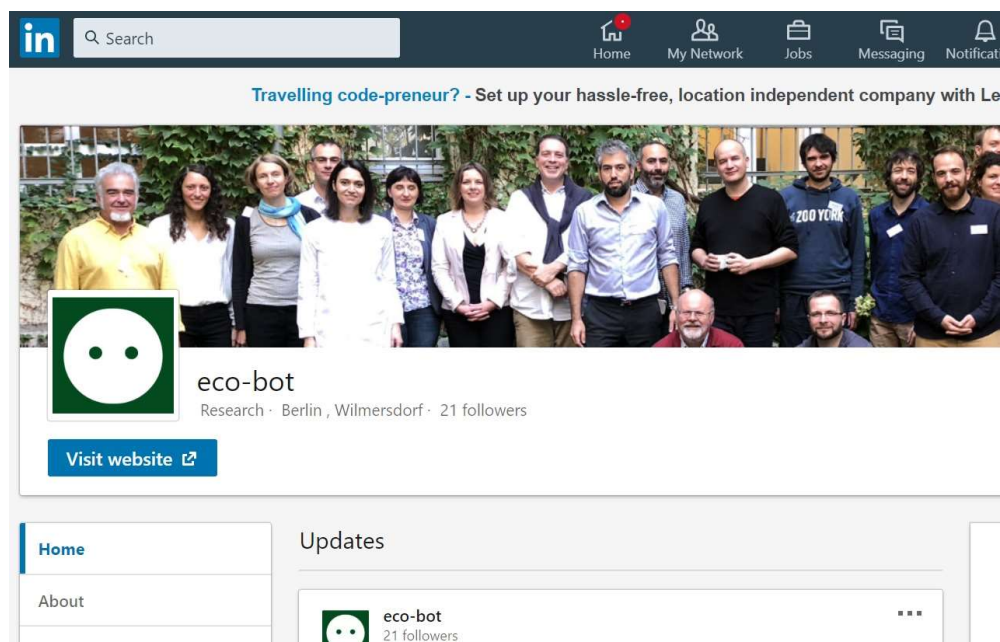 in
Search
Home
My Network
Jobs
Messaging
Notificati
Travelling code-preneur? - Set up your hassle-free, location independent company with Le
ZOO YORK
eco-bot
Research · Berlin , Wilmersdorf · 21 followers
Visit website
Home
Updates
About
eco-bot
21 followers